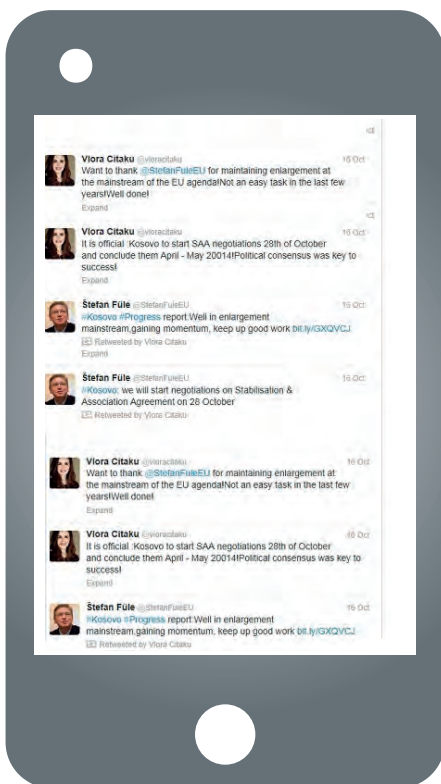 Vlora Citaku @vloracitaku 16 Oct
Want to thank @StefanFuleEU for maintaining enlargement at
the mainstream of the EU agenda!Not an easy task in the last few
years!Well done!
Expand
Vlora Citaku @vloracitaku 16 Oct
It is official :Kosovo to start SAA negotiations 28th of October
and conclude them April - May 20014!Political consensus was key to
success!
Expand
Štefan Füle @StefanFuleEU 16 Oct
#Kosovo #Progress report:Well in enlargement
mainstream,gaining momentum, keep up good work bit.ly/GXQVCJ
Retweeted by Vlora Citaku
Expand
Štefan Füle @StefanFuleEU 16 Oct
#Kosovo: we will start negotiations on Stabilisation &
Association Agreement on 28 October
Retweeted by Vlora Citaku
Vlora Citaku @vloracitaku 16 Oct
Want to thank @StefanFuleEU for maintaining enlargement at
the mainstream of the EU agenda!Not an easy task in the last few
years!Well done!
Expand
Vlora Citaku @vloracitaku 16 Oct
It is official :Kosovo to start SAA negotiations 28th of October
and conclude them April - May 20014!Political consensus was key to
success!
Expand
Štefan Füle @StefanFuleEU 16 Oct
#Kosovo #Progress report:Well in enlargement
mainstream,gaining momentum, keep up good work bit.ly/GXQVCJ
Retweeted by Vlora Citaku